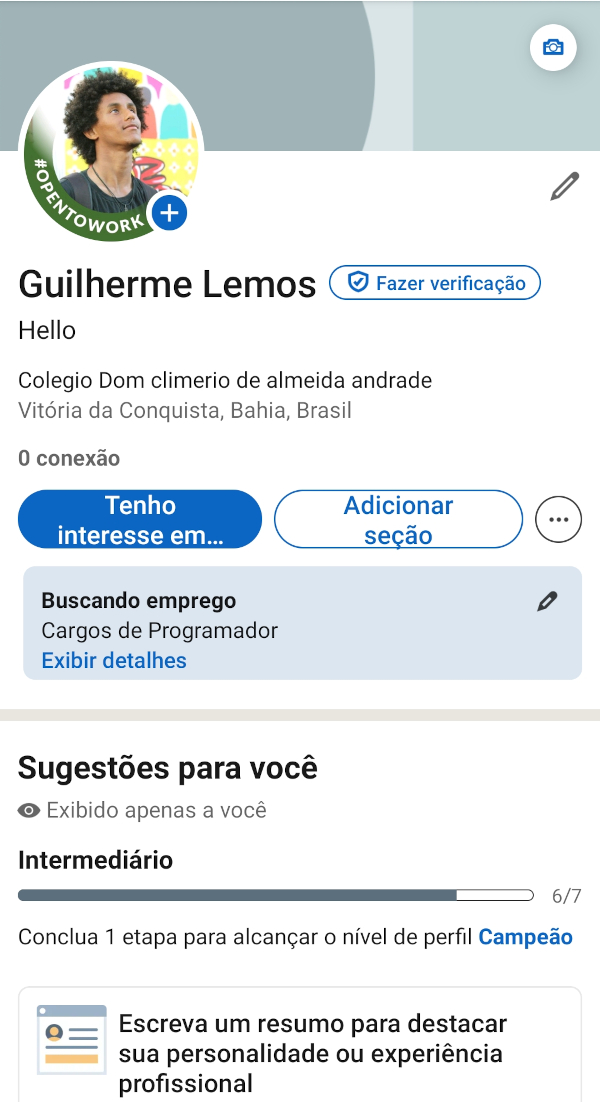 #OPENTOWORK
Guilherme Lemos
Fazer verificação
Hello
Colegio Dom climerio de almeida andrade
Vitória da Conquista, Bahia, Brasil
0 conexão
Tenho
interesse em...
Adicionar
seção
Buscando emprego
Cargos de Programador
Exibir detalhes
Sugestões para você
Exibido apenas a você
Intermediário
6/7
Conclua 1 etapa para alcançar o nível de perfil Campeão
Escreva um resumo para destacar
sua personalidade ou experiência
profissional